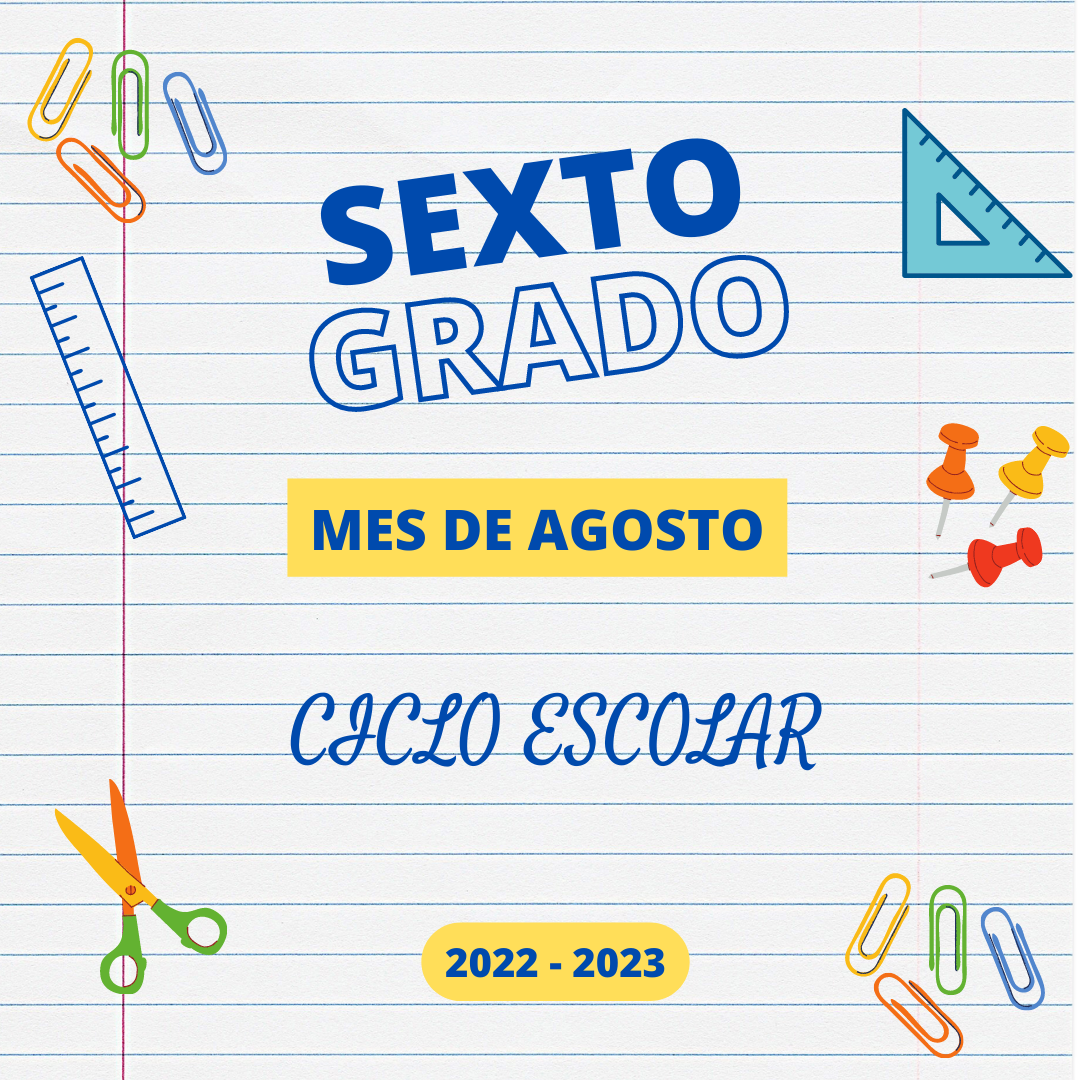 SEXTO
GRADO
MES DE AGOSTO
CICLO ESCOLAR
2022 - 2023